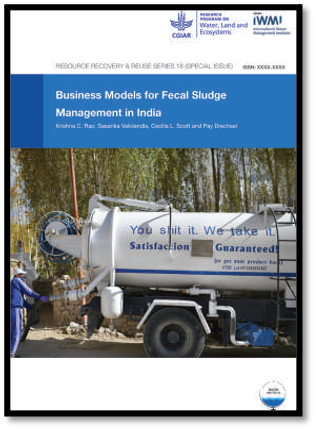 CGIAR
RESEARCH
PROGRAM ON
Water, Land and
Ecosystems
IWMI
International Water
Management Institute
RESOURCE RECOVERY & REUSE SERIES 18 (SPECIAL ISSUE)
ISSN: XXXX-XXXX
Business Models for Fecal Sludge
Management in India
Krishna C. Rao, Sasanka Velidandla, Cecilia L. Scott and Pay Drechsel
You shit it. We take it.
Satisfaction Guaranteed!
(or get your product back)